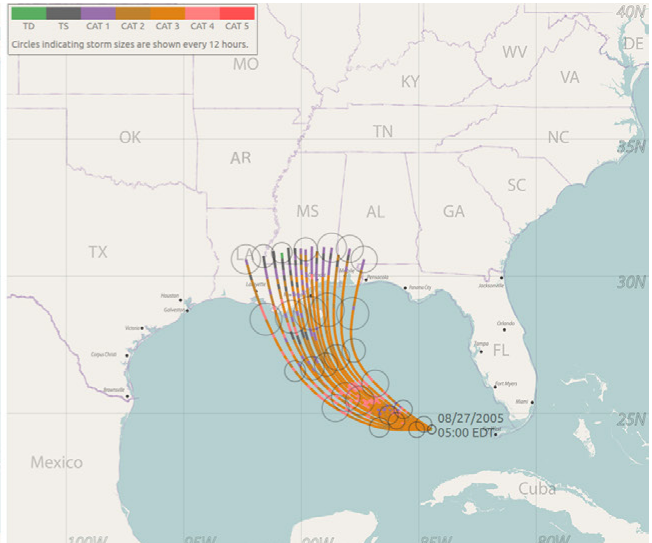 TD TS CAT 1 CAT 2 CAT 3 CAT 4 CAT 5
Circles indicating storm sizes are shown every 12 hours.
40N
DE
WV
MO
VA
KY
OK
TN
NC
35N
AR
SC
MS
AL
GA
TX
LA
30N
Pensacola
Panama City
Jacksonville
Houston
Galveston
Victoria
Orlando
Tampa
FL
Corpus Christi
Fort Myers
Brownsville
Miami
08/27/2005
25N
05:00 EDT
Mexico
Cuba
100W
95W
90W
85W
80W